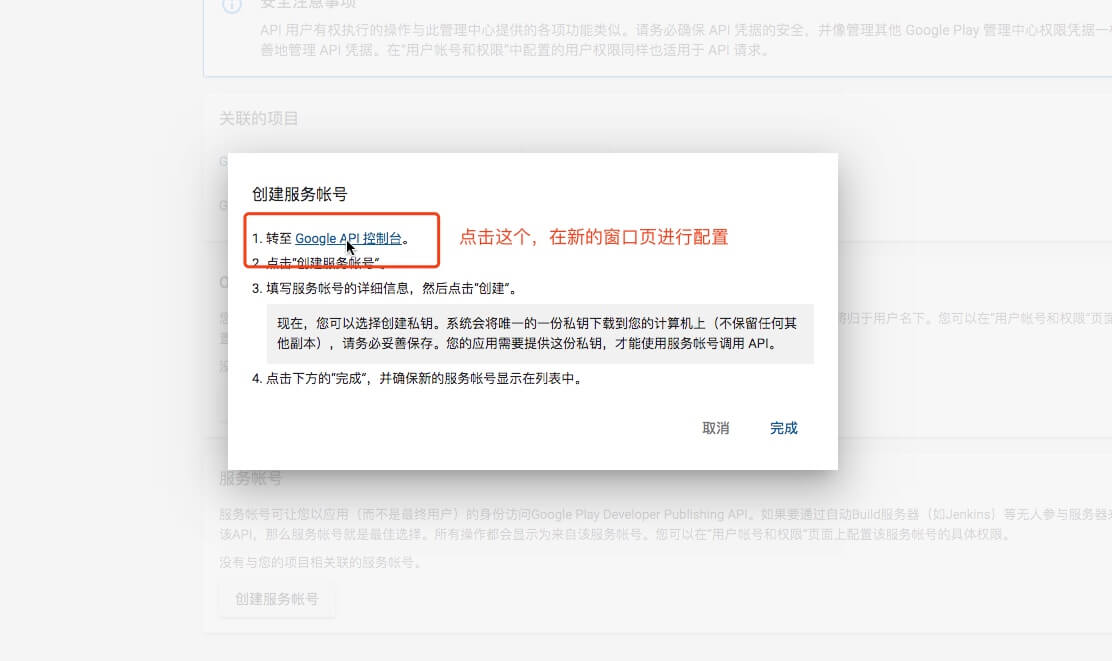 安全注意事项
API 用户有权执行的操作与此管理中心提供的各项功能类似。请务必确保 API 凭据的安全，并像管理其他 Google Play 管理中心权限凭据一
善地管理 API 凭据。在“用户帐号和权限”中配置的用户权限同样也适用于 API 请求。
关联的项目
创建服务帐号
1. 转至 Google API 控制台。
点击这个，在新的窗口页进行配置
2. 点击“创建服务帐号”。
3. 填写服务帐号的详细信息，然后点击“创建”。
现在，您可以选择创建私钥。系统会将唯一的一份私钥下载到您的计算机上（不保留任何其
他副本），请务必妥善保存。您的应用需要提供这份私钥，才能使用服务帐号调用 API。
归于用户名下。您可以在“用户帐号和权限”页面
4. 点击下方的“完成”，并确保新的服务帐号显示在列表中。
取消
完成
服务帐号
服务帐号可让您以应用（而不是最终用户）的身份访问Google Play Developer Publishing API。如果要通过自动Build服务器（如Jenkins）等无人参与服务器
该API，那么服务帐号就是最佳选择。所有操作都会显示为来自该服务帐号。您可以在“用户帐号和权限”页面上配置该服务帐号的具体权限。
没有与您的项目相关联的服务帐号。
创建服务帐号